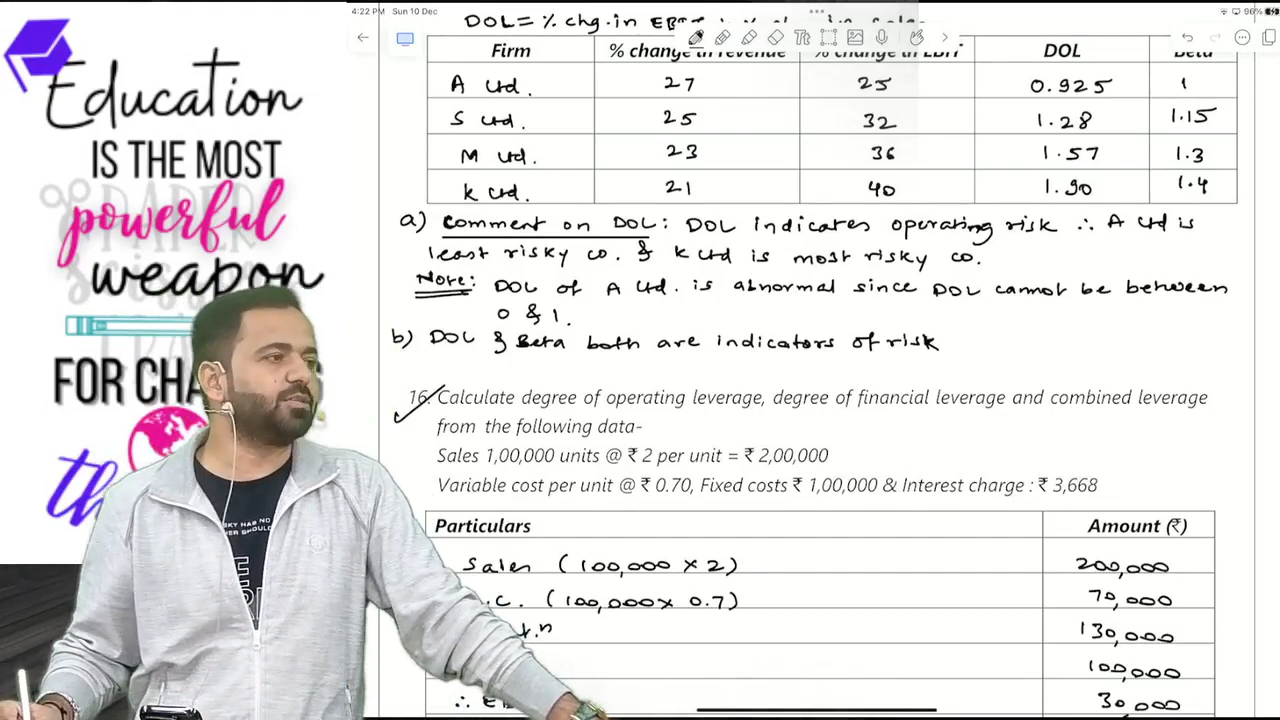 4:22 PM Sun 10 Dec
96%
DOL = % chg. in EBIT
Firm % change in revenue % change in EBIT DOL Beta
A Ltd. 27 25 0.925 1
S Ltd. 25 32 1.28 1.15
M Ltd. 23 36 1.57 1.3
K Ltd. 21 40 1.90 1.4
a) Comment on DOL: DOL indicates operating risk ∴ A Ltd is
least risky co. & K Ltd is most risky co.
Note: DOL of A Ltd. is abnormal since DOL cannot be between
0 & 1.
b) DOL & Beta both are indicators of risk
16. Calculate degree of operating leverage, degree of financial leverage and combined leverage
from the following data-
Sales 1,00,000 units @ ₹ 2 per unit = ₹ 2,00,000
Variable cost per unit @ ₹ 0.70, Fixed costs ₹ 1,00,000 & Interest charge : ₹ 3,668
Particulars Amount (₹)
Sales (100,000 × 2) 200,000
.C. (100,000 × 0.7) 70,000
130,000
100,000
∴ 30,000
Education
IS THE MOST
powerful
weapon
FOR